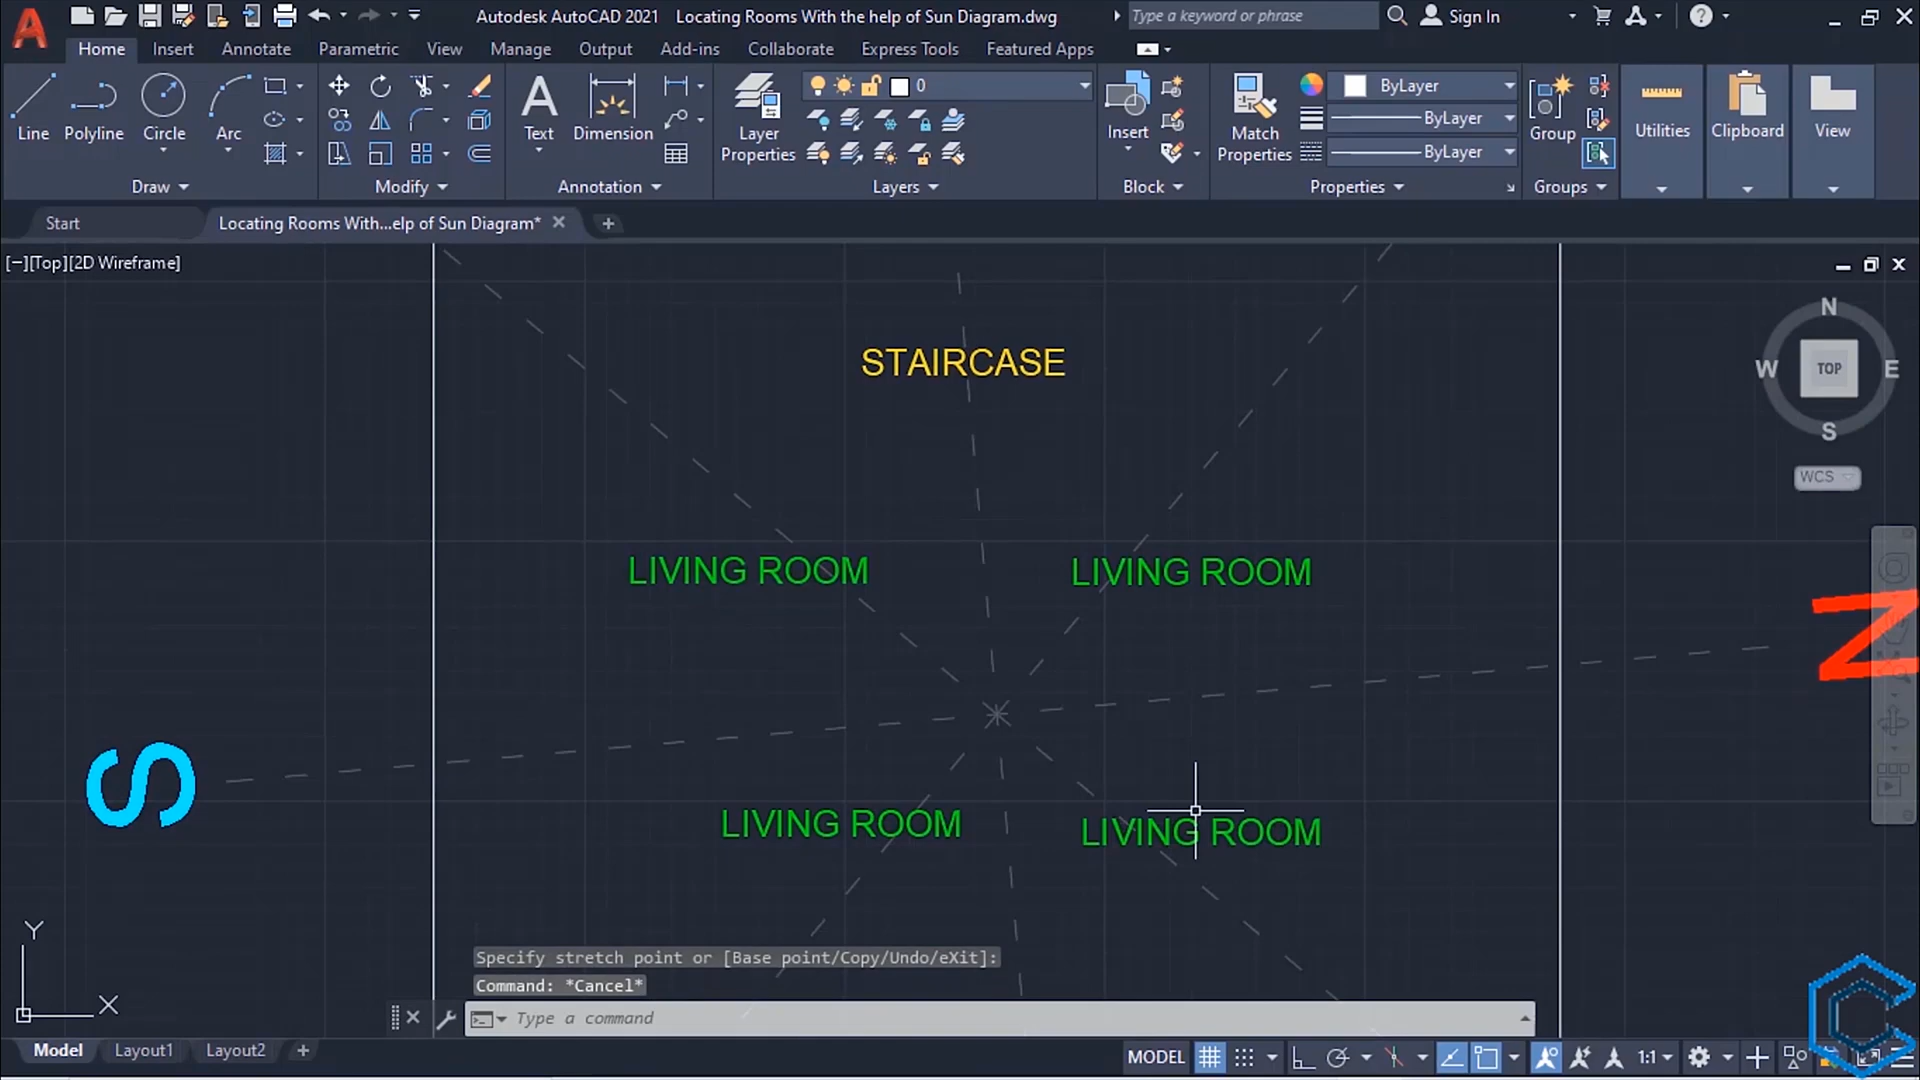 Autodesk AutoCAD 2021 Locating Rooms With the help of Sun Diagram.dwg
Type a keyword or phrase
Sign In
Home Insert Annotate Parametric View Manage Output Add-ins Collaborate Express Tools Featured Apps
Line Polyline Circle Arc
Draw
Modify
Text Dimension
Annotation
Layer Properties
0
Layers
Insert
Block
Match Properties
ByLayer
ByLayer
ByLayer
Properties
Group
Groups
Utilities
Clipboard
View
Start
Locating Rooms With...elp of Sun Diagram*
[−][Top][2D Wireframe]
N
W TOP E
S
WCS
STAIRCASE
LIVING ROOM LIVING ROOM
N
S
LIVING ROOM LIVING ROOM
Y
X
Specify stretch point or [Base point/Copy/Undo/eXit]:
Command: *Cancel*
Type a command
Model Layout1 Layout2
MODEL
1:1